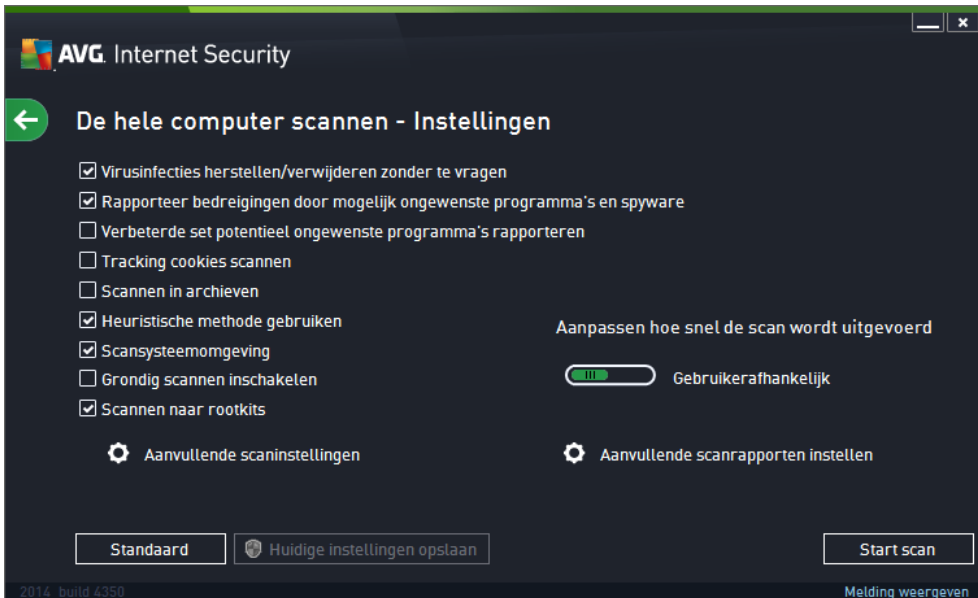 AVG. Internet Security
De hele computer scannen - Instellingen
Virusinfecties herstellen/verwijderen zonder te vragen
Rapporteer bedreigingen door mogelijk ongewenste programma's en spyware
Verbeterde set potentieel ongewenste programma's rapporteren
Tracking cookies scannen
Scannen in archieven
Heuristische methode gebruiken
Scansysteemomgeving
Grondig scannen inschakelen
Scannen naar rootkits
Aanpassen hoe snel de scan wordt uitgevoerd
Gebruikerafhankelijk
Aanvullende scaninstellingen
Aanvullende scanrapporten instellen
Standaard
Huidige instellingen opslaan
Start scan
2014 build 4350
Melding weergeven